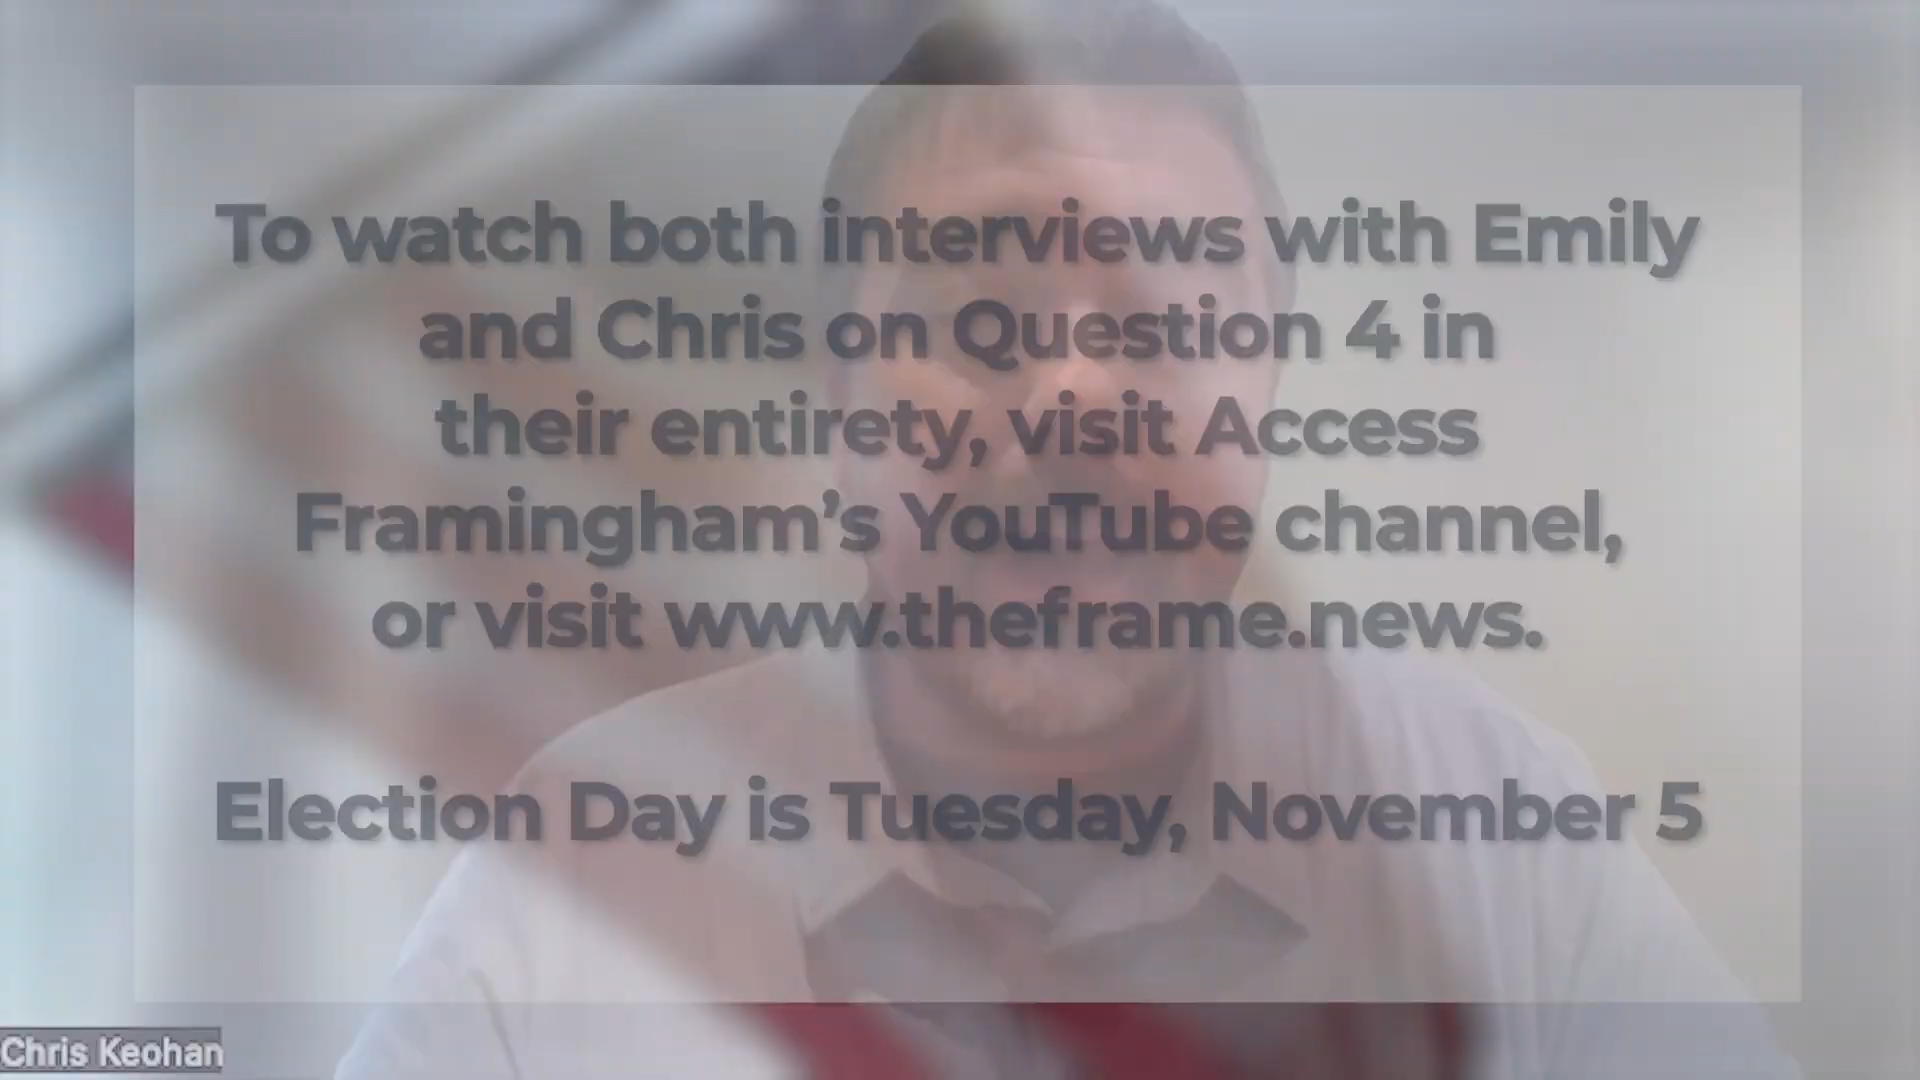 To watch both interviews with Emily
and Chris on Question 4 in
their entirety, visit Access
Framingham’s YouTube channel,
or visit www.theframe.news.
Election Day is Tuesday, November 5
Chris Keohan